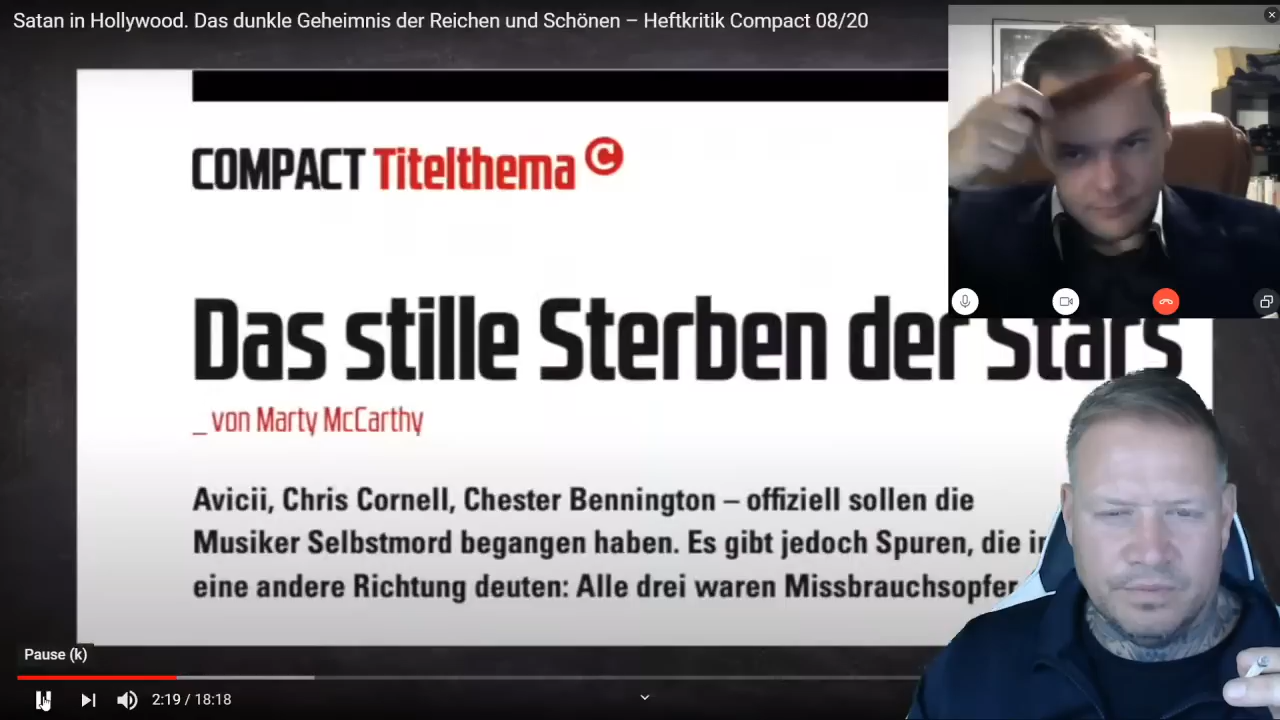 Satan in Hollywood. Das dunkle Geheimnis der Reichen und Schönen – Heftkritik Compact 08/20
COMPACT Titelthema C
Das stille Sterben der Stars
_von Marty McCarthy
Avicii, Chris Cornell, Chester Bennington – offiziell sollen die
Musiker Selbstmord begangen haben. Es gibt jedoch Spuren, die in
eine andere Richtung deuten: Alle drei waren Missbrauchsopfer
Pause (k)
2:19 / 18:18